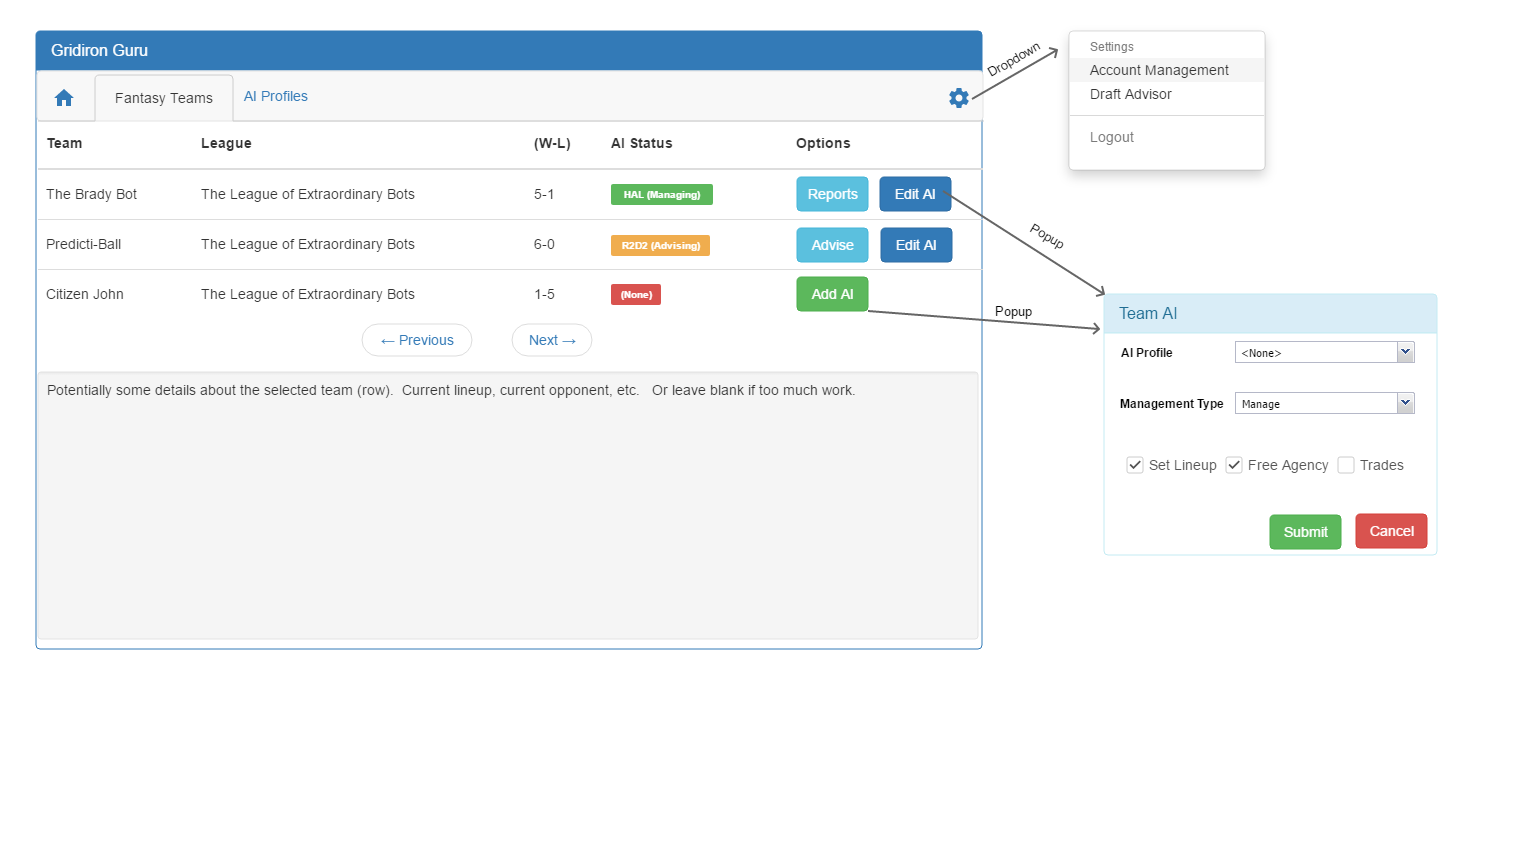 Gridiron Guru
Fantasy Teams AI Profiles
Team League (W-L) AI Status Options
The Brady Bot The League of Extraordinary Bots 5-1 HAL (Managing) Reports Edit AI
Predicti-Ball The League of Extraordinary Bots 6-0 R2D2 (Advising) Advise Edit AI
Citizen John The League of Extraordinary Bots 1-5 (None) Add AI
← Previous Next →
Potentially some details about the selected team (row). Current lineup, current opponent, etc. Or leave blank if too much work.
Dropdown
Settings
Account Management
Draft Advisor
Logout
Popup
Popup
Team AI
AI Profile <None>
Management Type Manage
Set Lineup Free Agency Trades
Submit Cancel